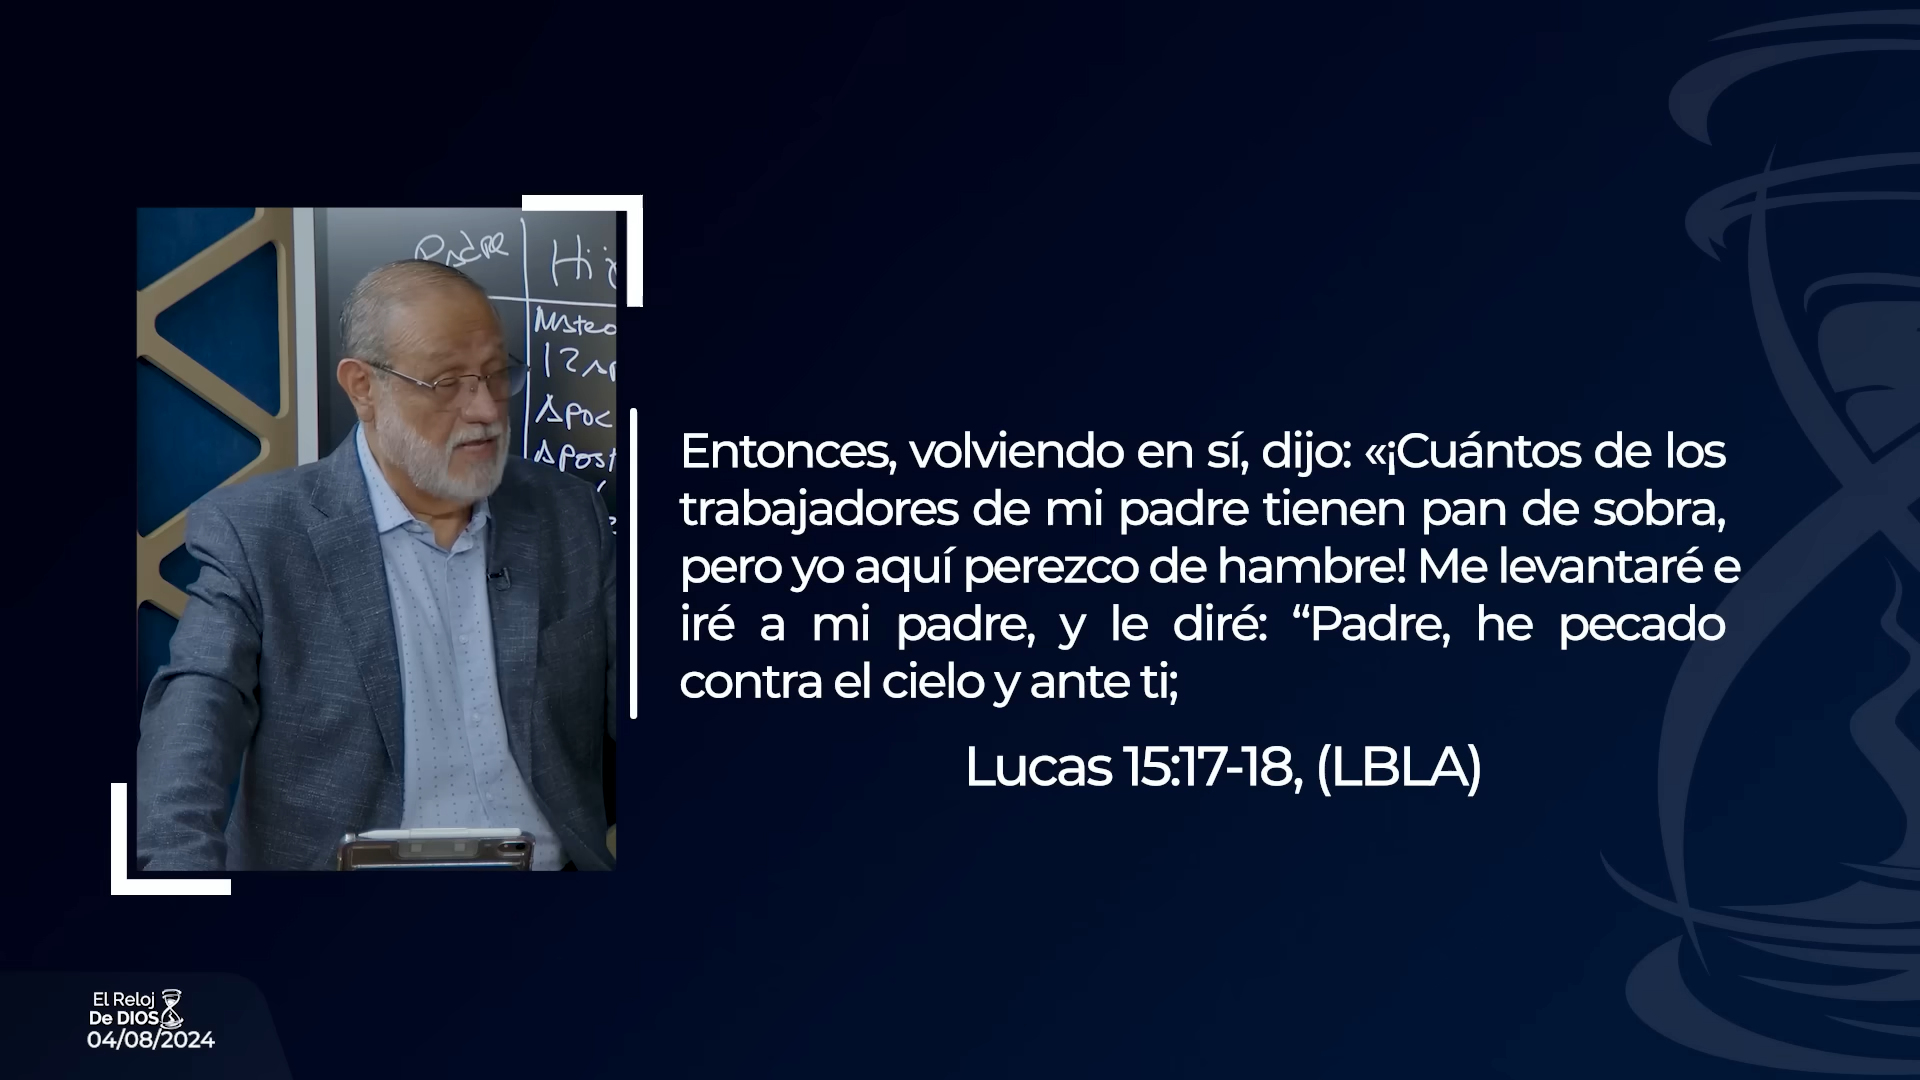 Padre
Entonces, volviendo en sí, dijo: «¡Cuántos de los
trabajadores de mi padre tienen pan de sobra,
pero yo aquí perezco de hambre! Me levantaré e
iré a mi padre, y le diré: “Padre, he pecado
contra el cielo y ante ti;
Lucas 15:17-18, (LBLA)
El Reloj
De DIOS
04/08/2024